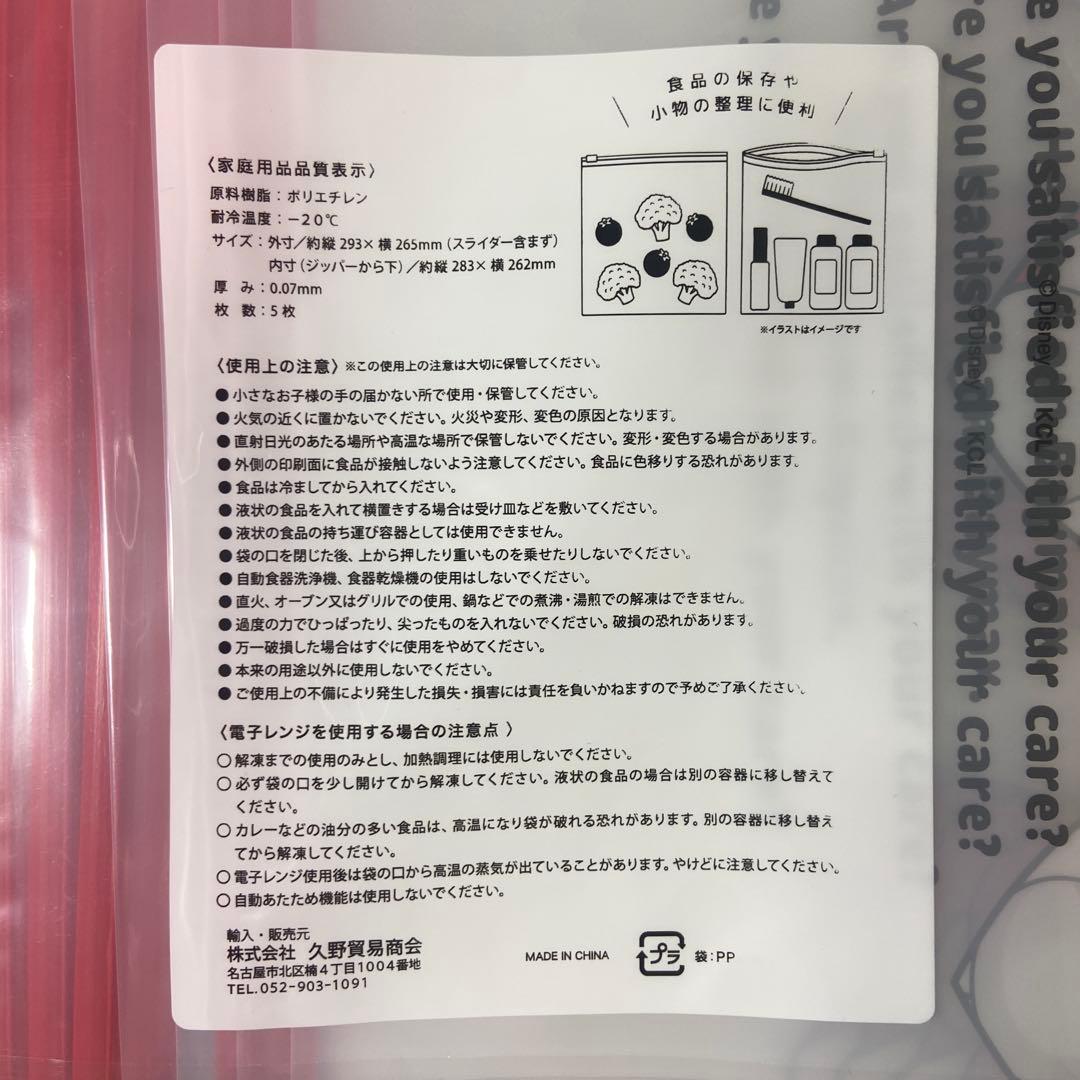 食品の保存や
小物の整理に便利
〈家庭用品品質表示〉
原料樹脂：ポリエチレン
耐冷温度：－20℃
サイズ：外寸／約縦 293×横 265mm（スライダー含まず）
内寸（ジッパーから下）／約縦 283×横 262mm
厚　み：0.07mm
枚　数：5枚
※イラストはイメージです
〈使用上の注意〉※この使用上の注意は大切に保管してください。
●小さなお子様の手の届かない所で使用・保管してください。
●火気の近くに置かないでください。火災や変形、変色の原因となります。
●直射日光のあたる場所や高温な場所で保管しないでください。変形・変色する場合があります。
●外側の印刷面に食品が接触しないよう注意してください。食品に色移りする恐れがあります。
●食品は冷ましてから入れてください。
●液状の食品を入れて横置きする場合は受け皿などを敷いてください。
●液状の食品の持ち運び容器としては使用できません。
●袋の口を閉じた後、上から押したり重いものを乗せたりしないでください。
●自動食器洗浄機、食器乾燥機の使用はしないでください。
●直火、オーブン又はグリルでの使用、鍋などでの煮沸・湯煎での解凍はできません。
●過度の力でひっぱったり、尖ったものを入れないでください。破損の恐れがあります。
●万一破損した場合はすぐに使用をやめてください。
●本来の用途以外に使用しないでください。
●ご使用上の不備により発生した損失・損害には責任を負いかねますので予めご了承ください。
〈電子レンジを使用する場合の注意点〉
○解凍までの使用のみとし、加熱調理には使用しないでください。
○必ず袋の口を少し開けてから解凍してください。液状の食品の場合は別の容器に移し替えて
ください。
○カレーなどの油分の多い食品は、高温になり袋が破れる恐れがあります。別の容器に移し替え
てから解凍してください。
○電子レンジ使用後は袋の口から高温の蒸気が出ていることがあります。やけどに注意してください。
○自動あたため機能は使用しないでください。
輸入・販売元
株式会社 久野貿易商会
名古屋市北区楠4丁目1004番地
TEL.052-903-1091
MADE IN CHINA
プラ
袋：PP
e you satisfied with your care?
©Disney KOL
re you satisfied with your care?
©Disney KOL
Ar